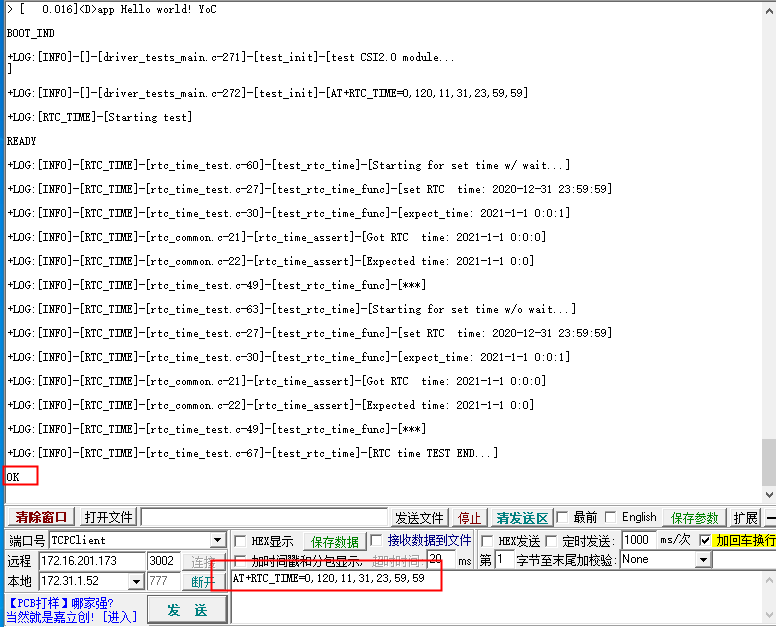 > [   0.016]<D>app Hello world! YoC
BOOT_IND
+LOG:[INFO]-[]-[driver_tests_main.c-271]-[test_init]-[test CSI2.0 module...
]
+LOG:[INFO]-[]-[driver_tests_main.c-272]-[test_init]-[AT+RTC_TIME=0,120,11,31,23,59,59]
+LOG:[RTC_TIME]-[Starting test]
READY
+LOG:[INFO]-[RTC_TIME]-[rtc_time_test.c-60]-[test_rtc_time]-[Starting for set time w/ wait...]
+LOG:[INFO]-[RTC_TIME]-[rtc_time_test.c-27]-[test_rtc_time_func]-[set RTC  time: 2020-12-31 23:59:59]
+LOG:[INFO]-[RTC_TIME]-[rtc_time_test.c-30]-[test_rtc_time_func]-[expect_time: 2021-1-1 0:0:1]
+LOG:[INFO]-[RTC_TIME]-[rtc_common.c-21]-[rtc_time_assert]-[Got RTC  time: 2021-1-1 0:0:0]
+LOG:[INFO]-[RTC_TIME]-[rtc_common.c-22]-[rtc_time_assert]-[Expected time: 2021-1-1 0:0]
+LOG:[INFO]-[RTC_TIME]-[rtc_time_test.c-49]-[test_rtc_time_func]-[***]
+LOG:[INFO]-[RTC_TIME]-[rtc_time_test.c-63]-[test_rtc_time]-[Starting for set time w/o wait...]
+LOG:[INFO]-[RTC_TIME]-[rtc_time_test.c-27]-[test_rtc_time_func]-[set RTC  time: 2020-12-31 23:59:59]
+LOG:[INFO]-[RTC_TIME]-[rtc_time_test.c-30]-[test_rtc_time_func]-[expect_time: 2021-1-1 0:0:1]
+LOG:[INFO]-[RTC_TIME]-[rtc_common.c-21]-[rtc_time_assert]-[Got RTC  time: 2021-1-1 0:0:0]
+LOG:[INFO]-[RTC_TIME]-[rtc_common.c-22]-[rtc_time_assert]-[Expected time: 2021-1-1 0:0]
+LOG:[INFO]-[RTC_TIME]-[rtc_time_test.c-49]-[test_rtc_time_func]-[***]
+LOG:[INFO]-[RTC_TIME]-[rtc_time_test.c-67]-[test_rtc_time]-[RTC time TEST END...]
OK
清除窗口 打开文件 发送文件 停止 清发送区 最前 English 保存参数 扩展
端口号 TCPClient HEX显示 保存数据 接收数据到文件 HEX发送 定时发送: 1000 ms/次 加回车换行
远程 172.16.201.173 3002 连接 加时间戳和分包显示, 超时时间: 20 ms 第 1 字节至末尾加校验: None
本地 172.31.1.52 777 断开 AT+RTC_TIME=0,120,11,31,23,59,59
【PCB打样】哪家强?
当然就是嘉立创! [进入] 发 送